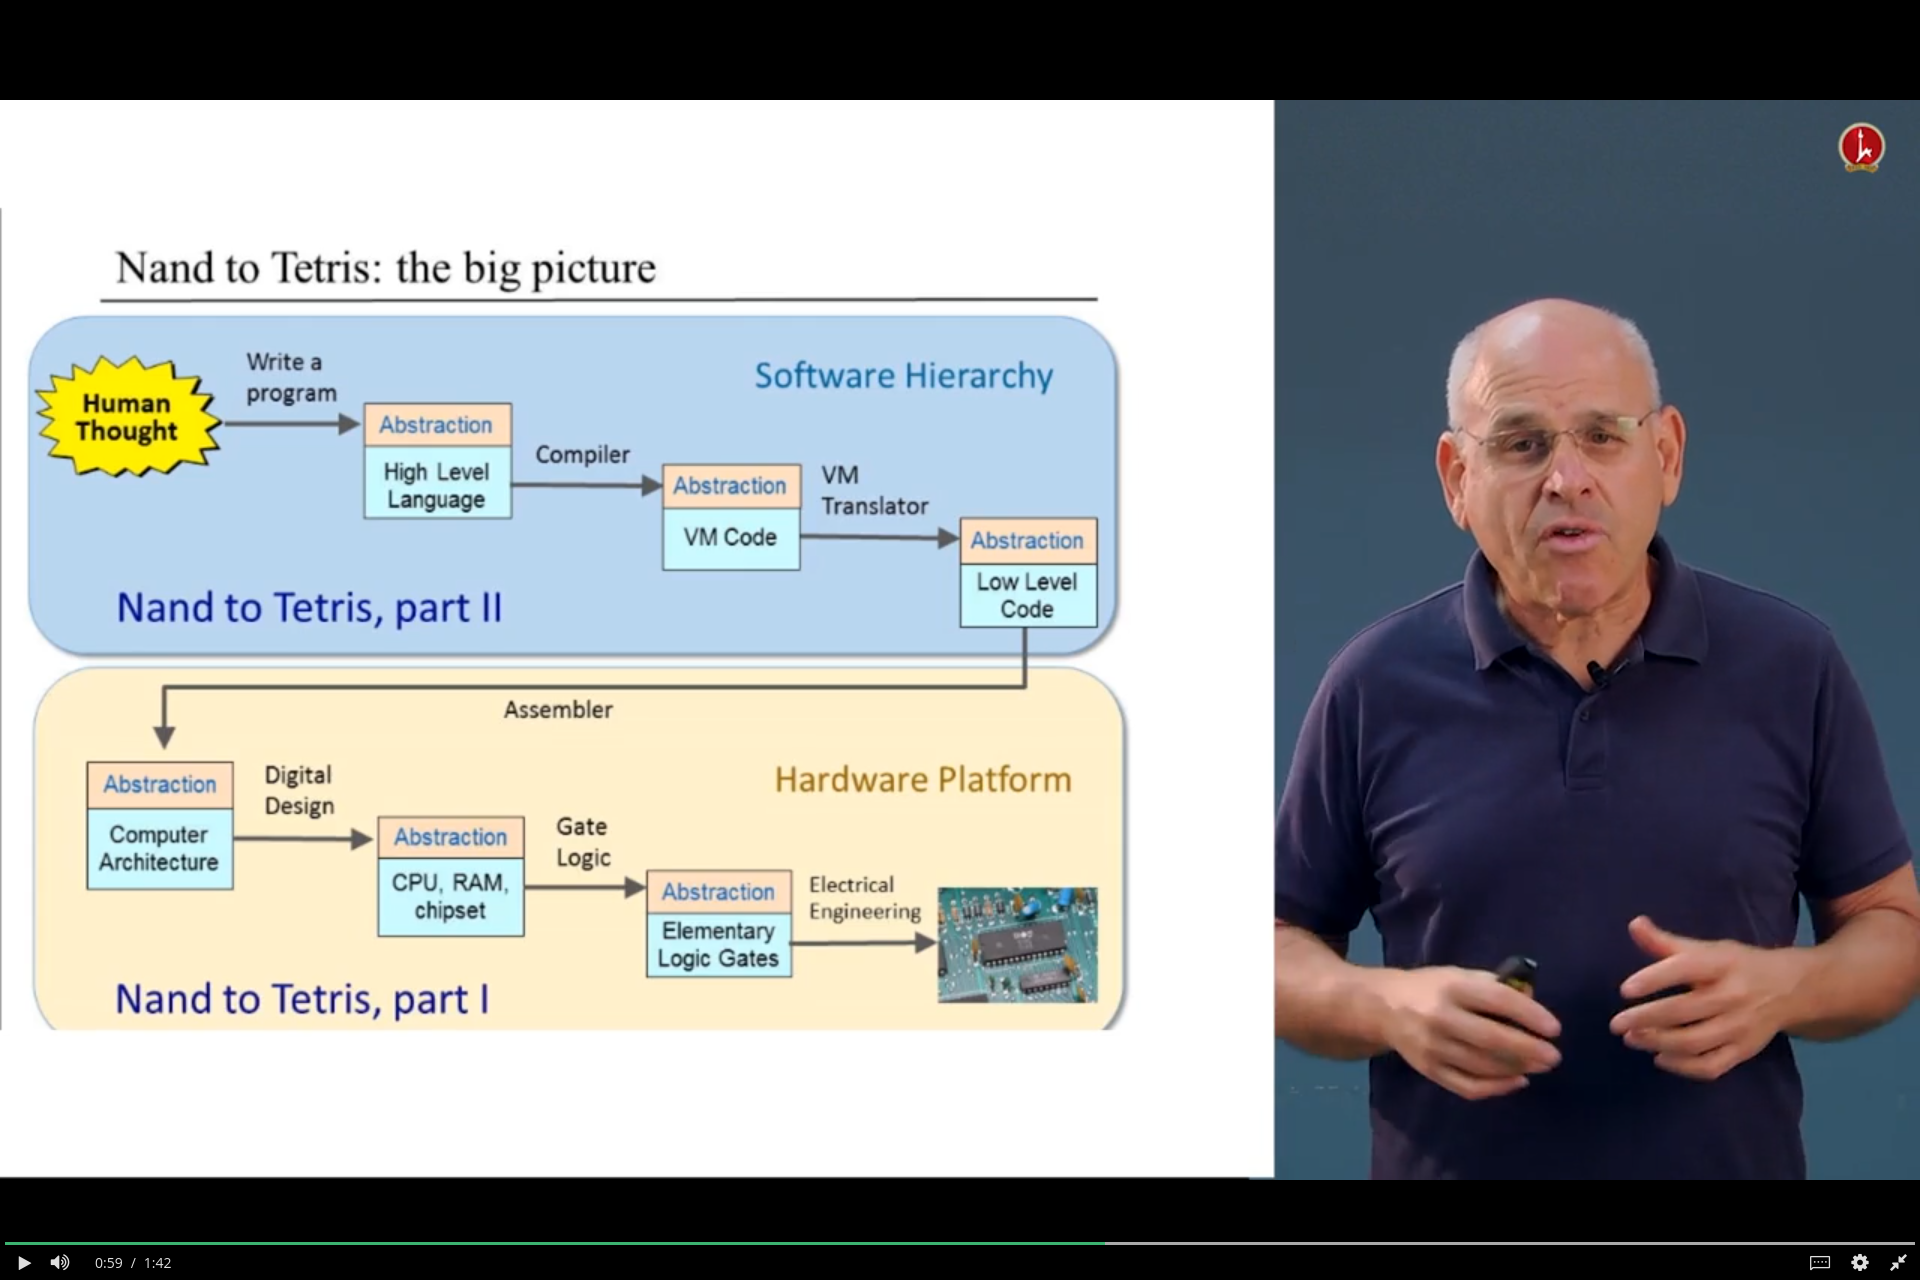 Nand to Tetris: the big picture
Software Hierarchy
Human
Thought
Write a
program
Abstraction
High Level
Language
Compiler
Abstraction
VM Code
VM
Translator
Abstraction
Low Level
Code
Nand to Tetris, part II
Assembler
Hardware Platform
Abstraction
Computer
Architecture
Digital
Design
Abstraction
CPU, RAM,
chipset
Gate
Logic
Abstraction
Elementary
Logic Gates
Electrical
Engineering
Nand to Tetris, part I
0:59 / 1:42